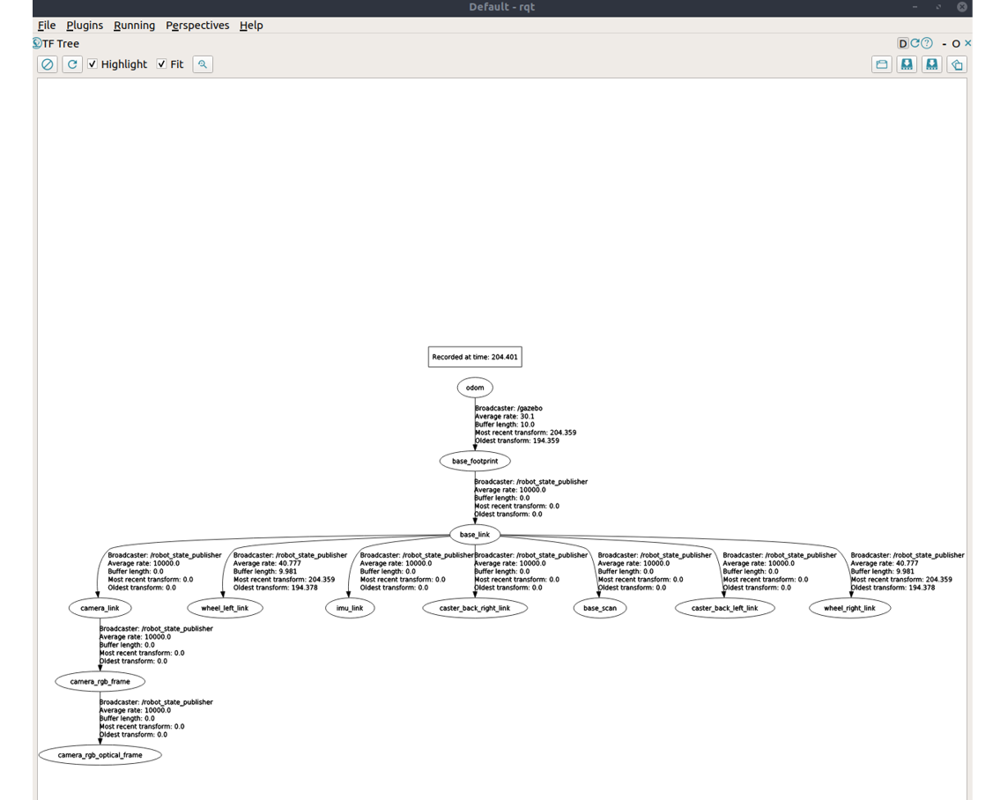 Default - rqt
File Plugins Running Perspectives Help
TF Tree
D
- O
Highlight Fit
Recorded at time: 204.401
odom
Broadcaster: /gazebo
Average rate: 30.1
Buffer length: 10.0
Most recent transform: 204.359
Oldest transform: 194.359
base_footprint
Broadcaster: /robot_state_publisher
Average rate: 10000.0
Buffer length: 0.0
Most recent transform: 0.0
Oldest transform: 0.0
base_link
Broadcaster: /robot_state_publisher
Average rate: 10000.0
Buffer length: 0.0
Most recent transform: 0.0
Oldest transform: 0.0
Broadcaster: /robot_state_publisher
Average rate: 40.777
Buffer length: 9.981
Most recent transform: 204.359
Oldest transform: 194.378
Broadcaster: /robot_state_publisher
Average rate: 10000.0
Buffer length: 0.0
Most recent transform: 0.0
Oldest transform: 0.0
Broadcaster: /robot_state_publisher
Average rate: 10000.0
Buffer length: 0.0
Most recent transform: 0.0
Oldest transform: 0.0
Broadcaster: /robot_state_publisher
Average rate: 10000.0
Buffer length: 0.0
Most recent transform: 0.0
Oldest transform: 0.0
Broadcaster: /robot_state_publisher
Average rate: 10000.0
Buffer length: 0.0
Most recent transform: 0.0
Oldest transform: 0.0
Broadcaster: /robot_state_publisher
Average rate: 40.777
Buffer length: 9.981
Most recent transform: 204.359
Oldest transform: 194.378
camera_link wheel_left_link imu_link caster_back_right_link base_scan caster_back_left_link wheel_right_link
Broadcaster: /robot_state_publisher
Average rate: 10000.0
Buffer length: 0.0
Most recent transform: 0.0
Oldest transform: 0.0
camera_rgb_frame
Broadcaster: /robot_state_publisher
Average rate: 10000.0
Buffer length: 0.0
Most recent transform: 0.0
Oldest transform: 0.0
camera_rgb_optical_frame